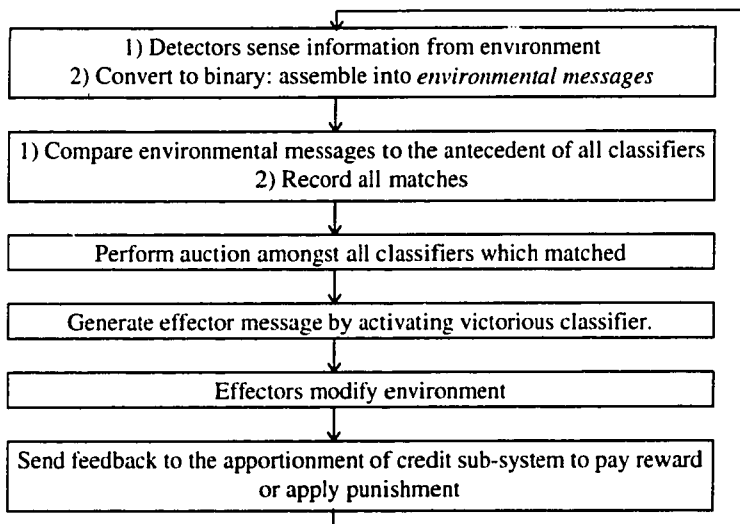 1) Detectors sense information from environment
2) Convert to binary: assemble into environmental messages
1) Compare environmental messages to the antecedent of all classifiers
2) Record all matches
Perform auction amongst all classifiers which matched
Generate effector message by activating victorious classifier.
Effectors modify environment
Send feedback to the apportionment of credit sub-system to pay reward
or apply punishment